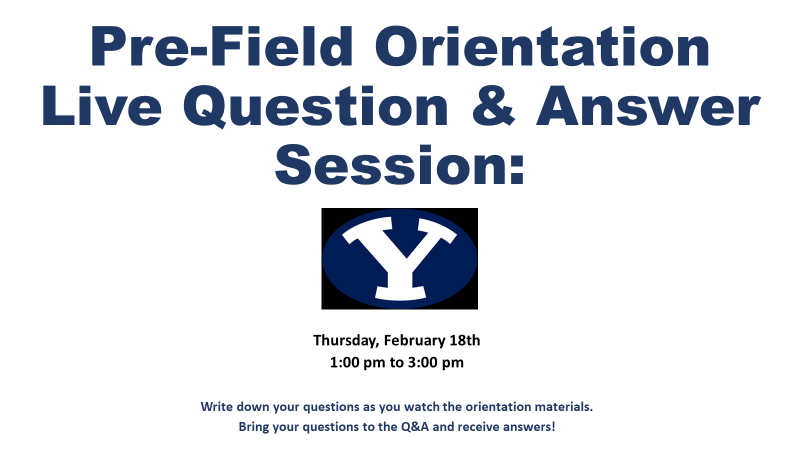 Pre-Field Orientation
Live Question & Answer
Session:
Y
Thursday, February 18th
1:00 pm to 3:00 pm
Write down your questions as you watch the orientation materials.
Bring your questions to the Q&A and receive answers!